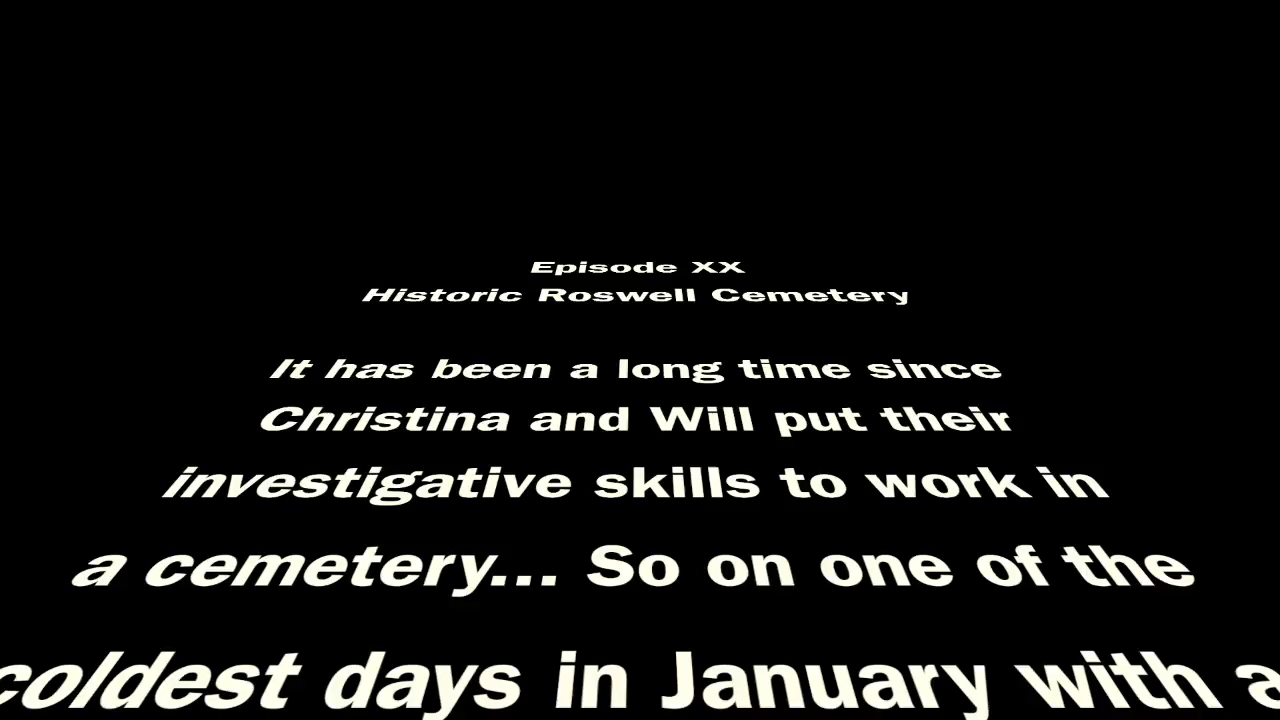 Episode XX
Historic Roswell Cemetery
It has been a long time since
Christina and Will put their
investigative skills to work in
a cemetery... So on one of the
coldest days in January with a